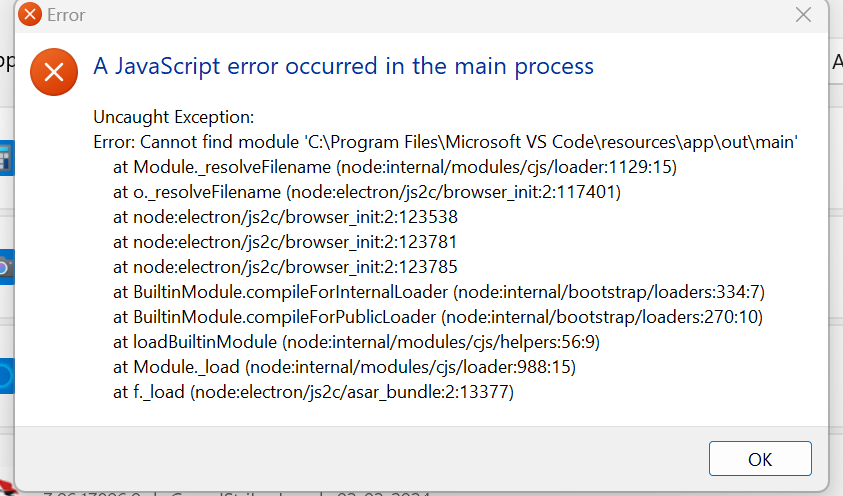 Error
A JavaScript error occurred in the main process
Uncaught Exception:
Error: Cannot find module 'C:\Program Files\Microsoft VS Code\resources\app\out\main'
at Module._resolveFilename (node:internal/modules/cjs/loader:1129:15)
at o._resolveFilename (node:electron/js2c/browser_init:2:117401)
at node:electron/js2c/browser_init:2:123538
at node:electron/js2c/browser_init:2:123781
at node:electron/js2c/browser_init:2:123785
at BuiltinModule.compileForInternalLoader (node:internal/bootstrap/loaders:334:7)
at BuiltinModule.compileForPublicLoader (node:internal/bootstrap/loaders:270:10)
at loadBuiltinModule (node:internal/modules/cjs/helpers:56:9)
at Module._load (node:internal/modules/cjs/loader:988:15)
at f._load (node:electron/js2c/asar_bundle:2:13377)
OK